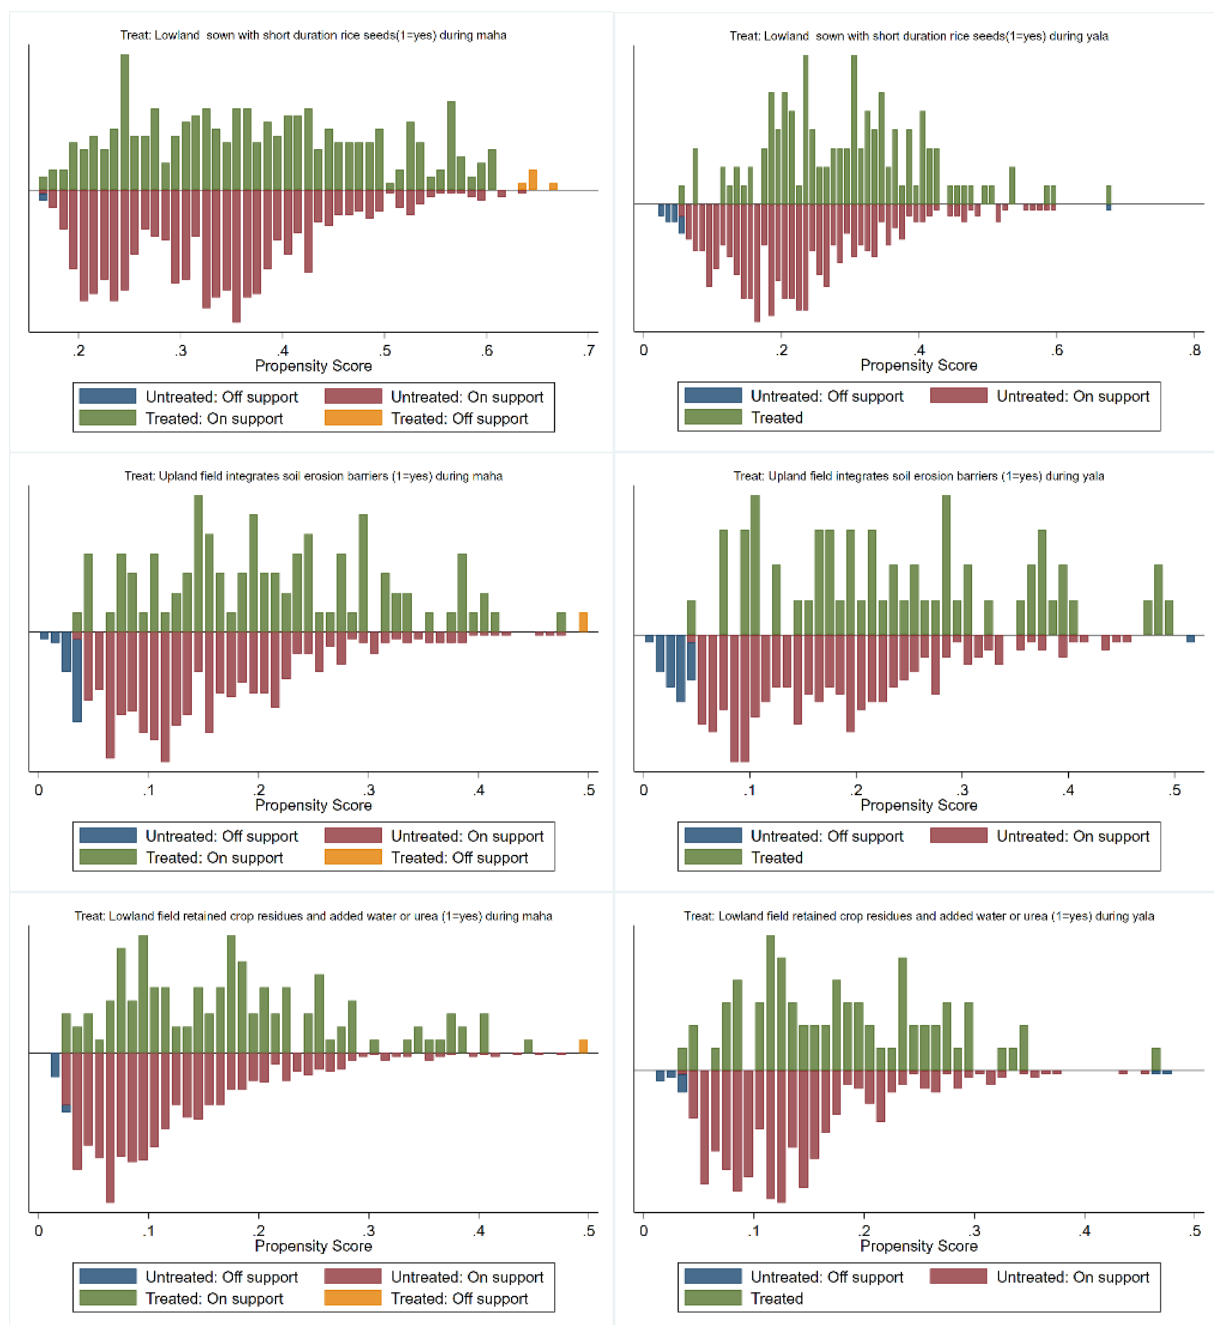 Treat: Lowland  sown with short duration rice seeds(1=yes) during maha
.2 .3 .4 .5 .6 .7
Propensity Score
Untreated: Off support Untreated: On support
Treated: On support Treated: Off support
Treat: Lowland  sown with short duration rice seeds(1=yes) during yala
0 .2 .4 .6 .8
Propensity Score
Untreated: Off support Untreated: On support
Treated
Treat: Upland field integrates soil erosion barriers (1=yes) during maha
0 .1 .2 .3 .4 .5
Propensity Score
Untreated: Off support Untreated: On support
Treated: On support Treated: Off support
Treat: Upland field integrates soil erosion barriers (1=yes) during yala
0 .1 .2 .3 .4 .5
Propensity Score
Untreated: Off support Untreated: On support
Treated
Treat: Lowland field retained crop residues and added water or urea (1=yes) during maha
0 .1 .2 .3 .4 .5
Propensity Score
Untreated: Off support Untreated: On support
Treated: On support Treated: Off support
Treat: Lowland field retained crop residues and added water or urea (1=yes) during yala
0 .1 .2 .3 .4 .5
Propensity Score
Untreated: Off support Untreated: On support
Treated